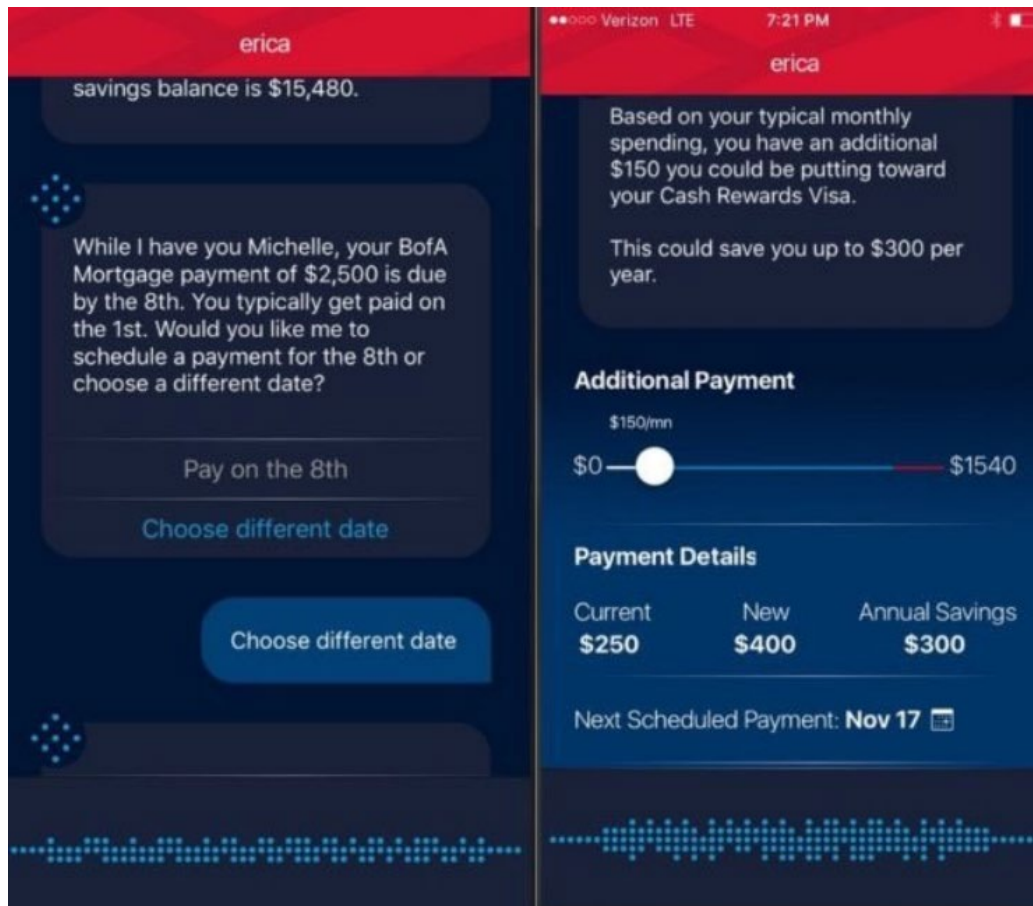 erica
savings balance is $15,480.
While I have you Michelle, your BofA
Mortgage payment of $2,500 is due
by the 8th. You typically get paid on
the 1st. Would you like me to
schedule a payment for the 8th or
choose a different date?
Pay on the 8th
Choose different date
Choose different date
Verizon LTE 7:21 PM
erica
Based on your typical monthly
spending, you have an additional
$150 you could be putting toward
your Cash Rewards Visa.
This could save you up to $300 per
year.
Additional Payment
$150/mn
$0 $1540
Payment Details
Current New Annual Savings
$250 $400 $300
Next Scheduled Payment: Nov 17